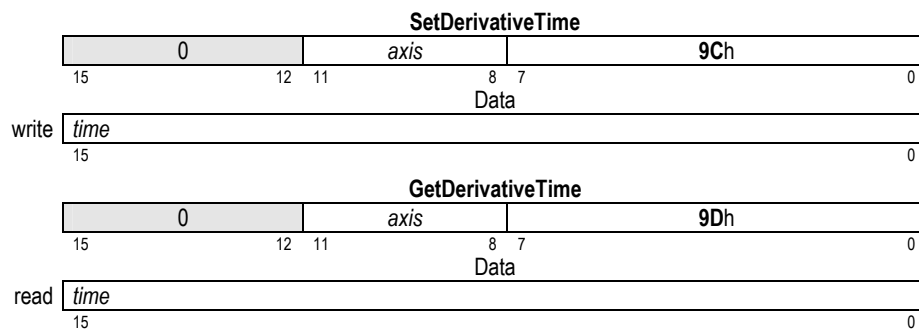 SetDerivativeTime
0 axis 9Ch
15 12 11 8 7 0
Data
write time
15 0
GetDerivativeTime
0 axis 9Dh
15 12 11 8 7 0
Data
read time
15 0